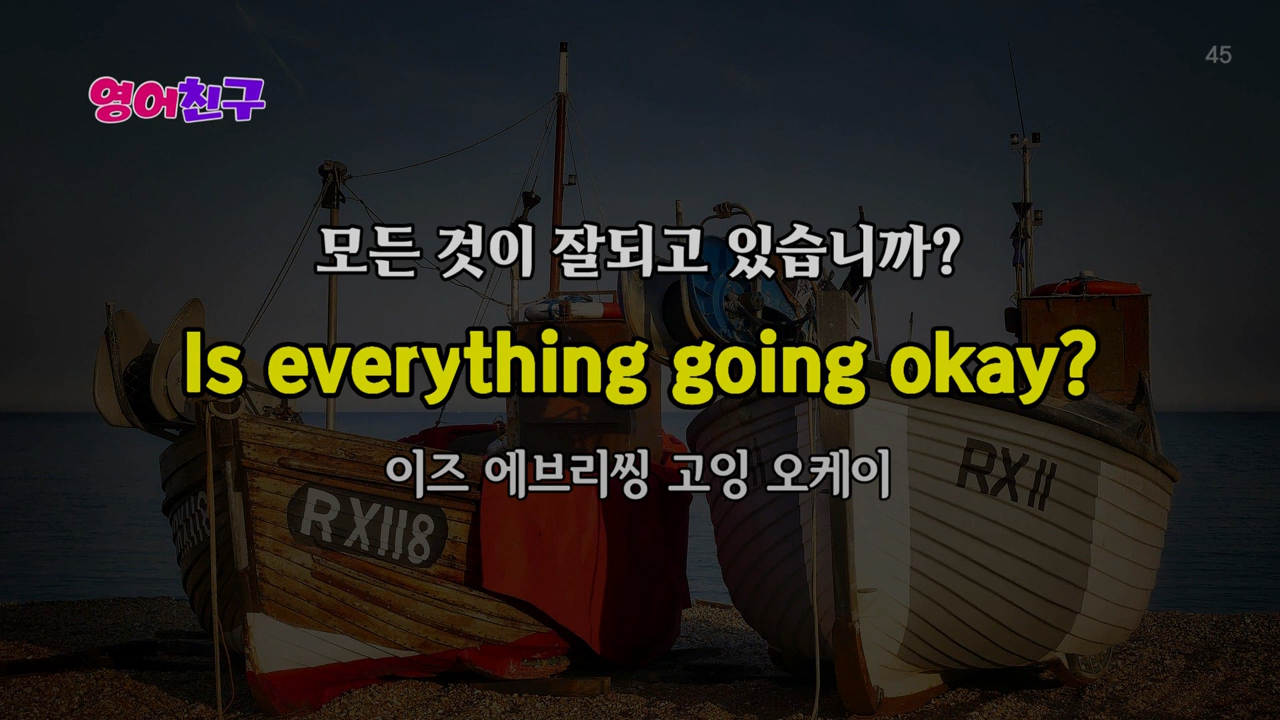 45
영어친구
모든 것이 잘되고 있습니까?
Is everything going okay?
이즈 에브리씽 고잉 오케이
RX118
RX11